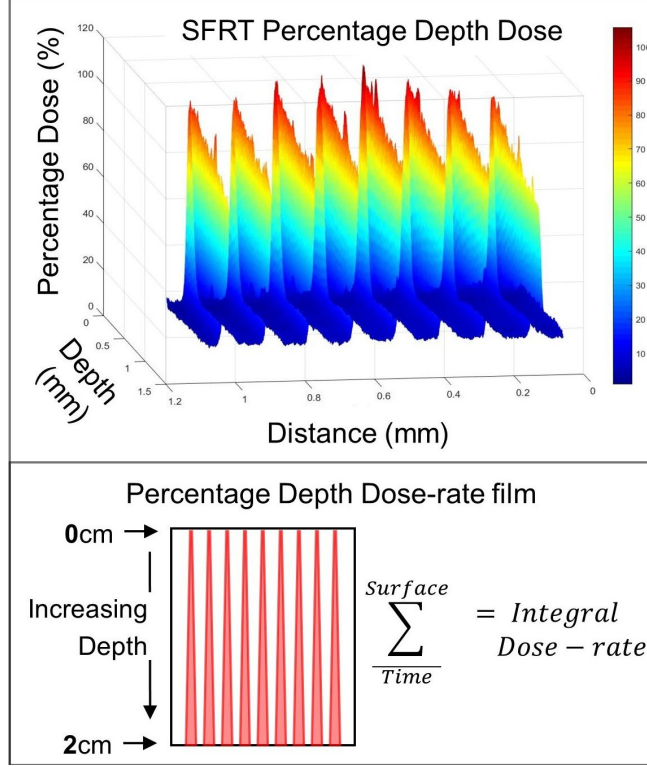 SFRT Percentage Depth Dose
Percentage Dose (%)
120
100
80
60
40
20
0
0
0.5
1
1.5
Depth
(mm)
1.2
1
0.8
0.6
0.4
0.2
0
Distance (mm)
100
90
80
70
60
50
40
30
20
10
Percentage Depth Dose-rate film
0cm
Increasing
Depth
2cm
Surface
∑
Time
= Integral
Dose − rate